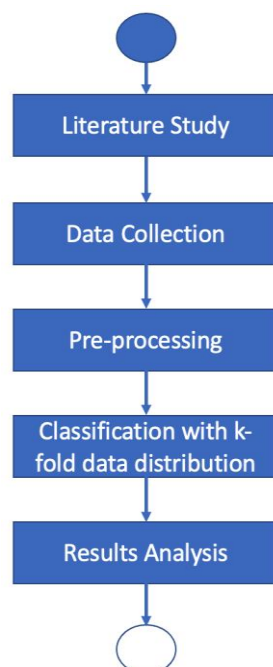 Literature Study
Data Collection
Pre-processing
Classification with k-
fold data distribution
Results Analysis